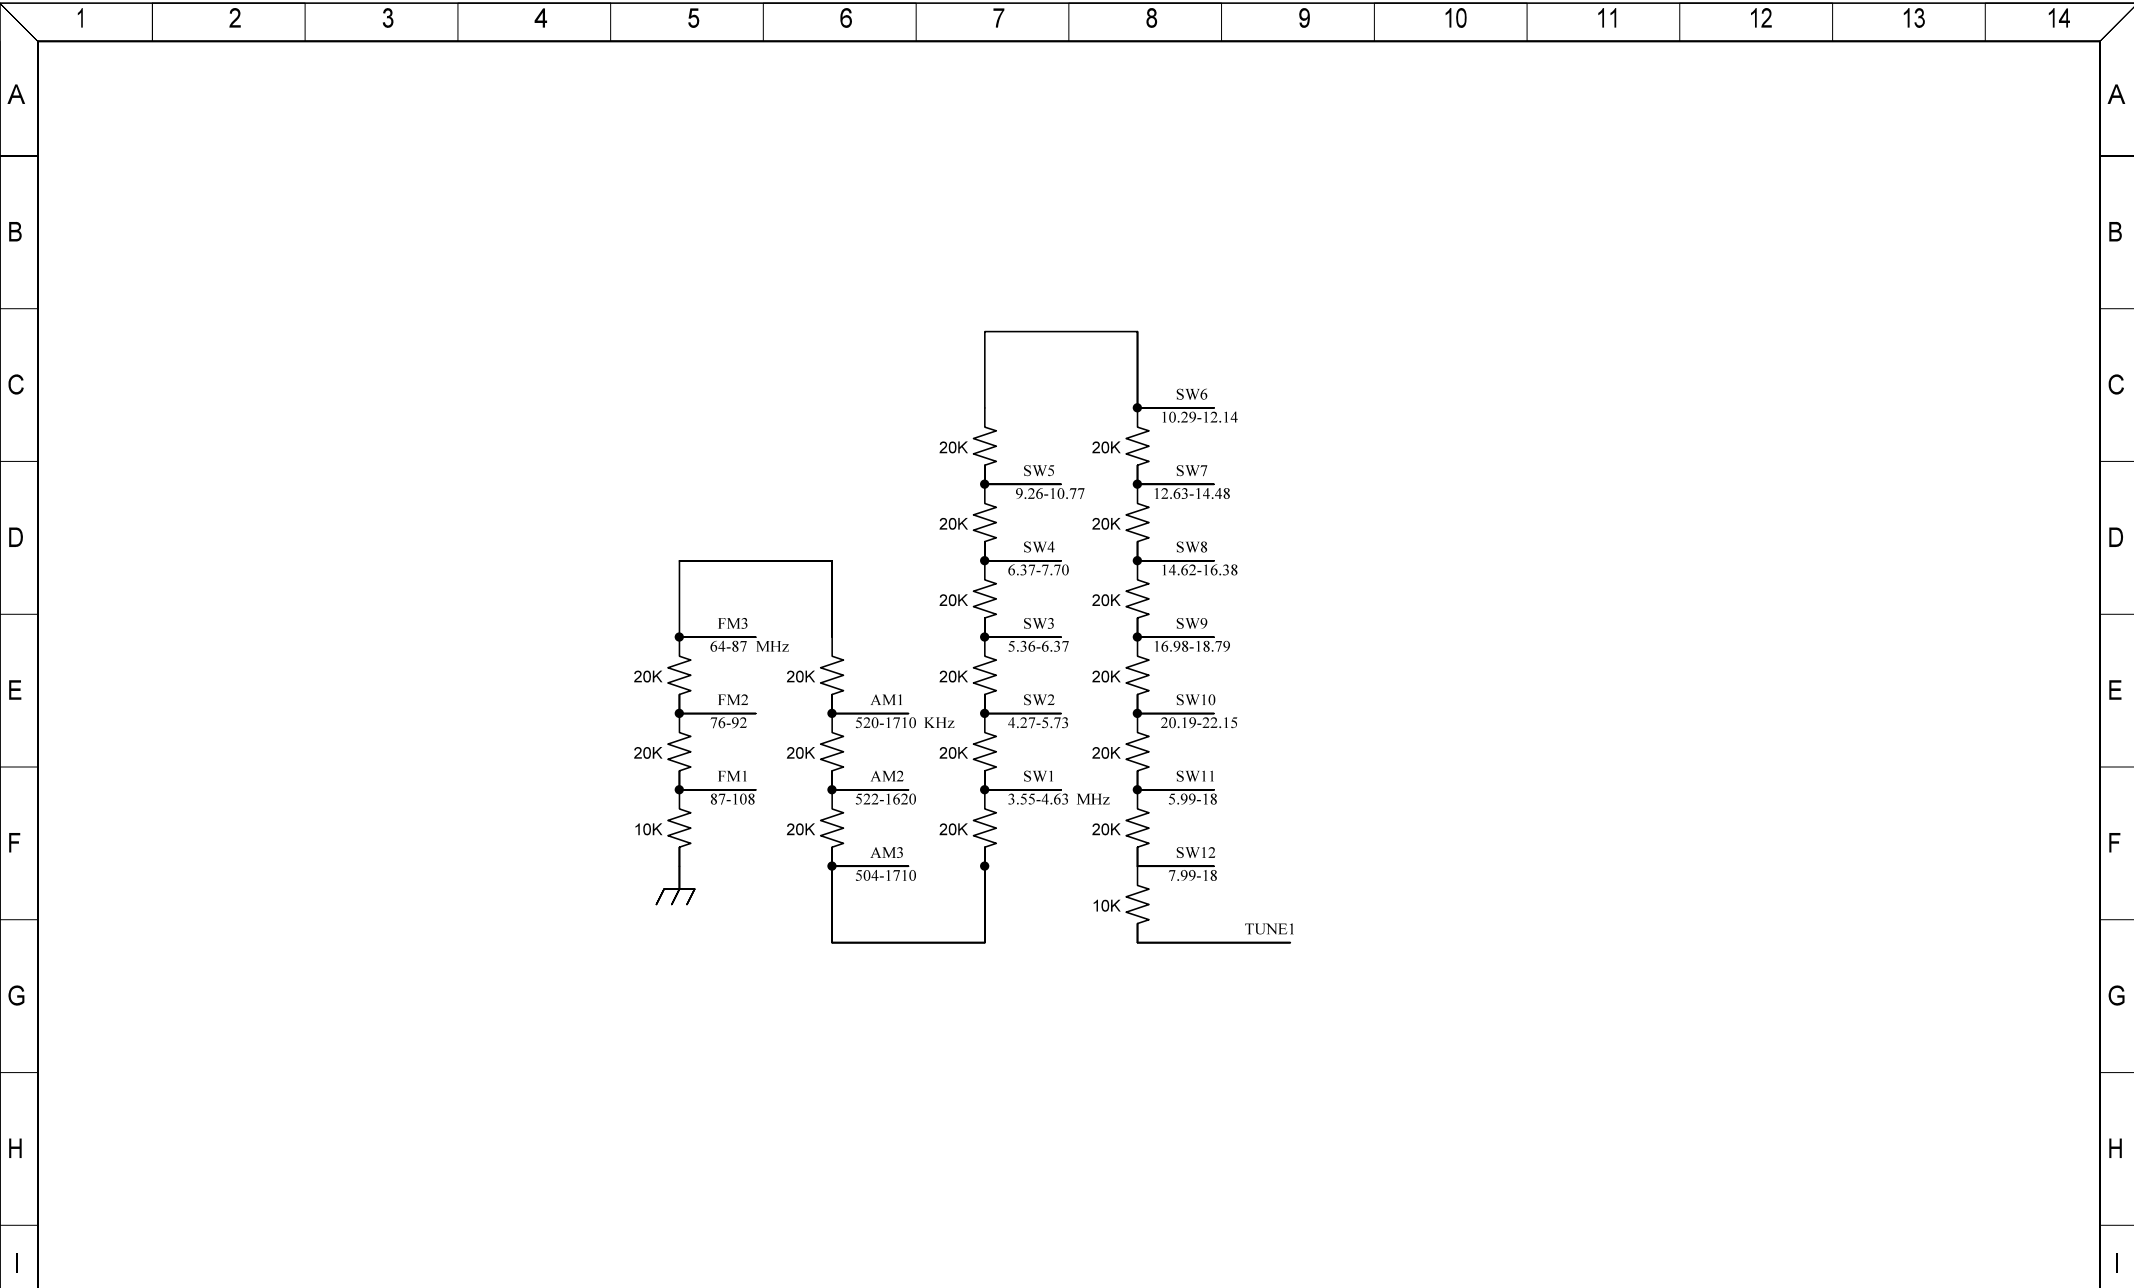 1 2 3 4 5 6 7 8 9 10 11 12 13 14
A A
B B
C C
SW6
10.29-12.14
20K 20K
SW5 SW7
9.26-10.77 12.63-14.48
D D
20K 20K
SW4 SW8
6.37-7.70 14.62-16.38
20K 20K
FM3 SW3 SW9
64-87 MHz 5.36-6.37 16.98-18.79
E E
20K 20K 20K 20K
FM2 AM1 SW2 SW10
76-92 520-1710 KHz 4.27-5.73 20.19-22.15
20K 20K 20K 20K
FM1 AM2 SW1 SW11
87-108 522-1620 3.55-4.63 MHz 5.99-18
F F
10K 20K 20K 20K
AM3 SW12
504-1710 7.99-18
10K
TUNE1
G G
H H
I I